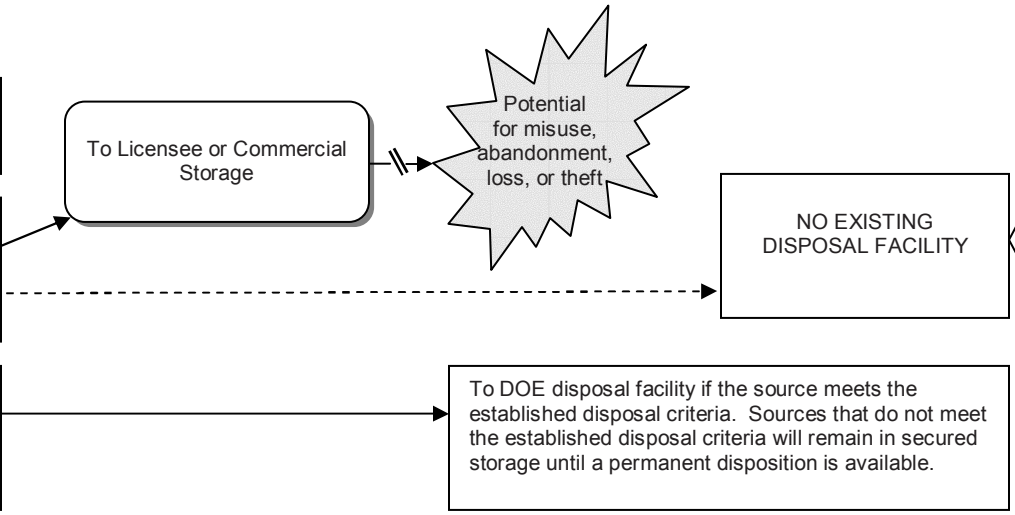 To Licensee or Commercial
Storage
Potential
for misuse,
abandonment,
loss, or theft
NO EXISTING
DISPOSAL FACILITY
To DOE disposal facility if the source meets the
established disposal criteria.  Sources that do not meet
the established disposal criteria will remain in secured
storage until a permanent disposition is available.